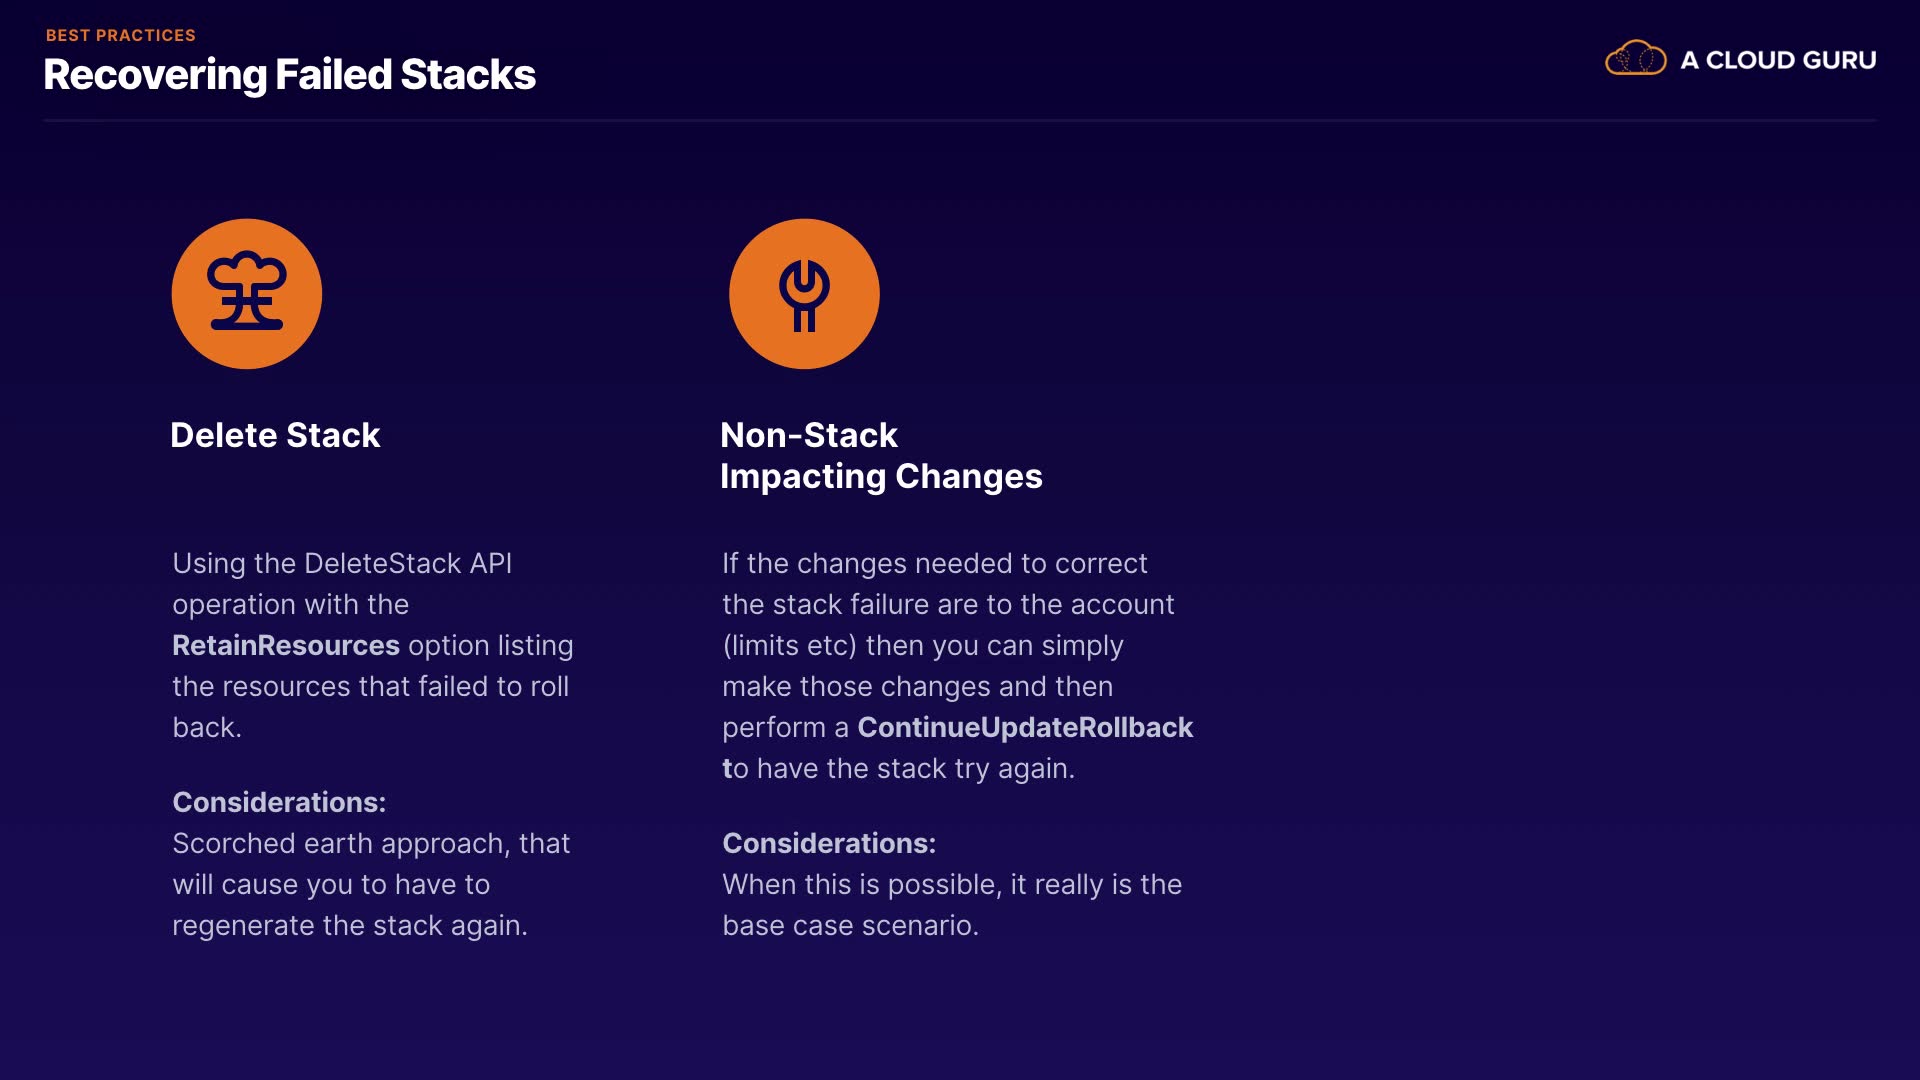 BEST PRACTICES
Recovering Failed Stacks
A CLOUD GURU
Delete Stack
Using the DeleteStack API
operation with the
RetainResources option listing
the resources that failed to roll
back.
Considerations:
Scorched earth approach, that
will cause you to have to
regenerate the stack again.
Non-Stack
Impacting Changes
If the changes needed to correct
the stack failure are to the account
(limits etc) then you can simply
make those changes and then
perform a ContinueUpdateRollback
to have the stack try again.
Considerations:
When this is possible, it really is the
base case scenario.